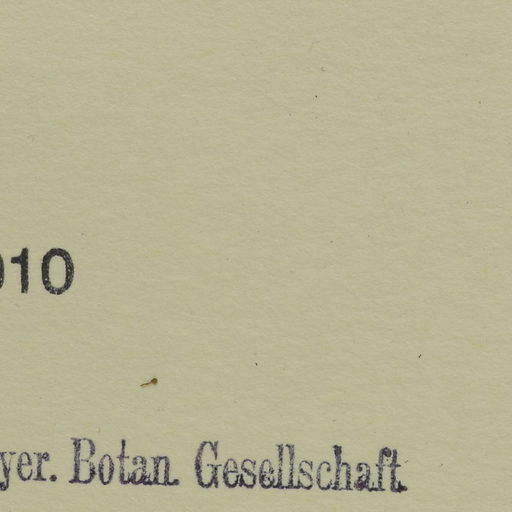 010
yer. Botan. Gesellschaft.